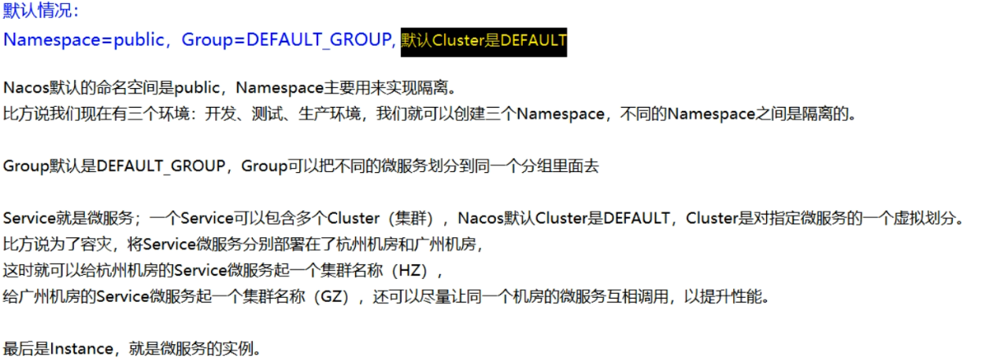 默认情况：
Namespace=public，Group=DEFAULT_GROUP, 默认Cluster是DEFAULT
Nacos默认的命名空间是public，Namespace主要用来实现隔离。
比方说我们现在有三个环境：开发、测试、生产环境，我们就可以创建三个Namespace，不同的Namespace之间是隔离的。
Group默认是DEFAULT_GROUP，Group可以把不同的微服务划分到同一个分组里面去
Service就是微服务；一个Service可以包含多个Cluster（集群），Nacos默认Cluster是DEFAULT，Cluster是对指定微服务的一个虚拟划分。
比方说为了容灾，将Service微服务分别部署在了杭州机房和广州机房，
这时就可以给杭州机房的Service微服务起一个集群名称（HZ），
给广州机房的Service微服务起一个集群名称（GZ），还可以尽量让同一个机房的微服务互相调用，以提升性能。
最后是Instance，就是微服务的实例。